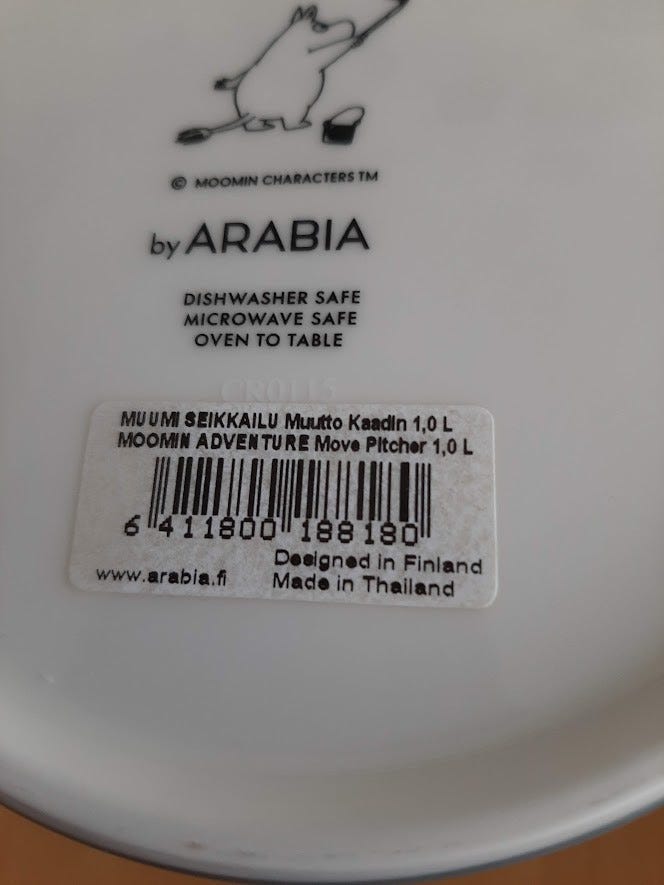 © MOOMIN CHARACTERS TM
by ARABIA
DISHWASHER SAFE
MICROWAVE SAFE
OVEN TO TABLE
MUUMI SEIKKAILU Muutto Kaadin 1,0 L
MOOMIN ADVENTURE Move Pitcher 1,0 L
6 411800 188180
Designed in Finland
www.arabia.fi Made in Thailand